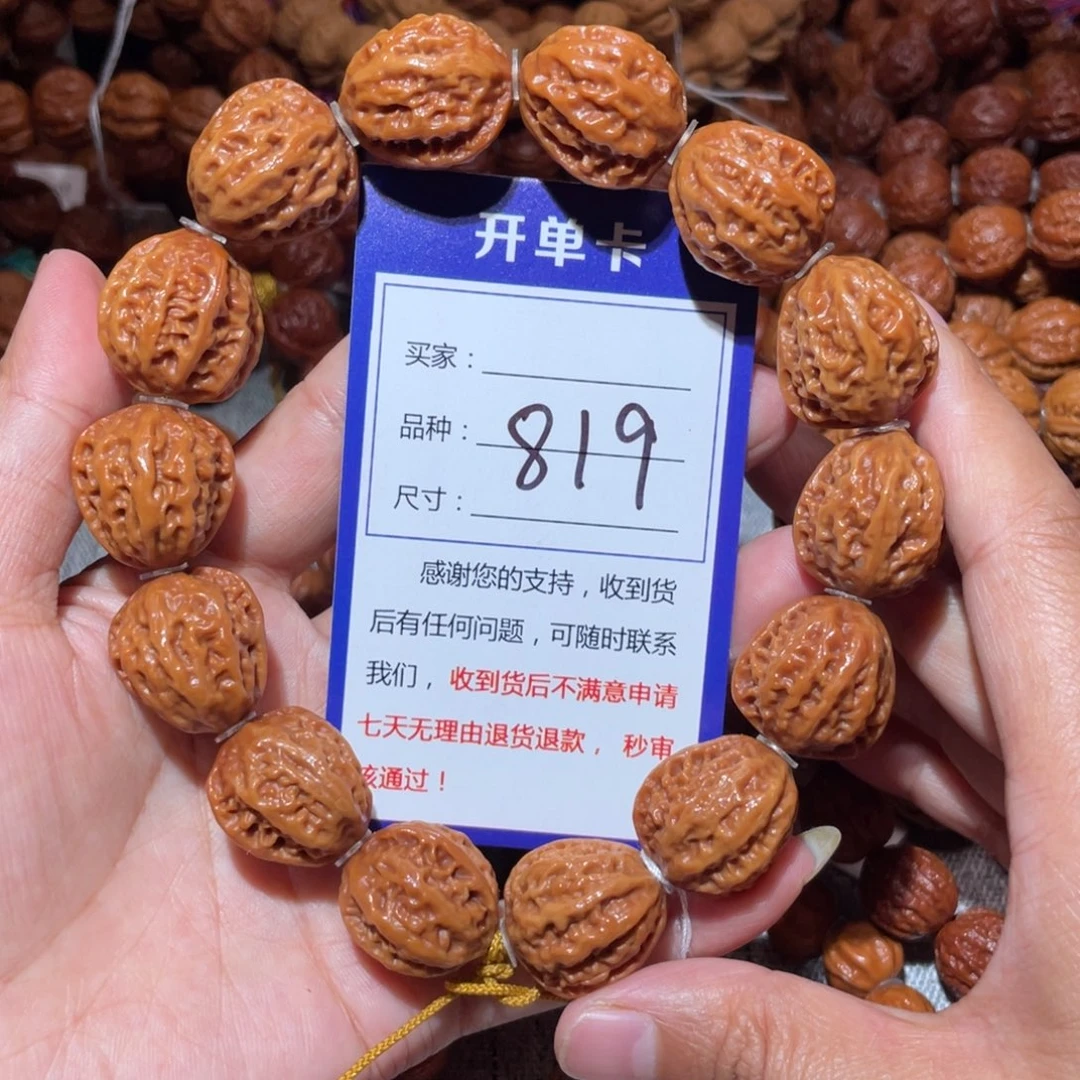 开单卡
买家：
品种：819
尺寸：
感谢您的支持，收到货
后有任何问题，可随时联系
我们，收到货后不满意申请
七天无理由退货退款，秒审
核通过！